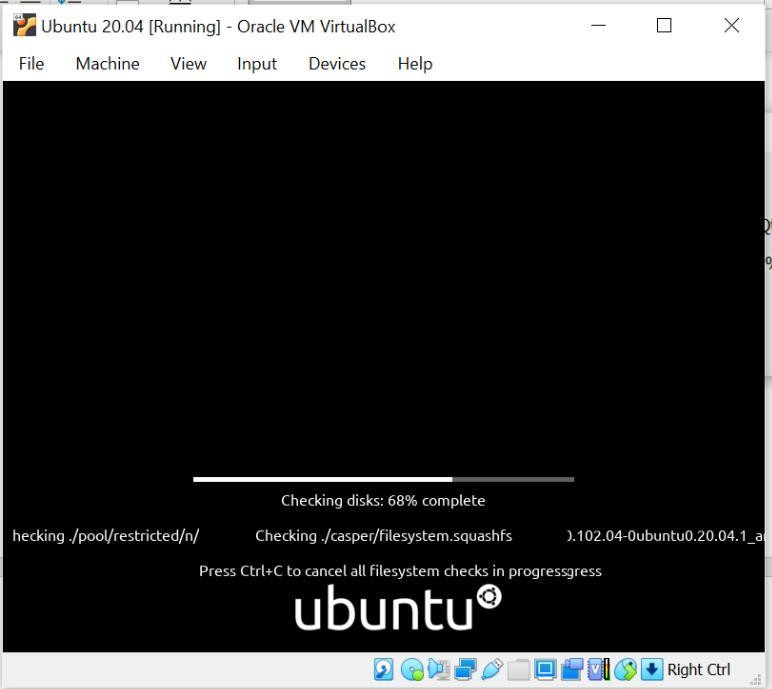 Ubuntu 20.04 [Running] - Oracle VM VirtualBox
File Machine View Input Devices Help
Checking disks: 68% complete
hecking ./pool/restricted/n/ Checking ./casper/filesystem.squashfs 0.102.04-0ubuntu0.20.04.1_a
Press Ctrl+C to cancel all filesystem checks in progressgress
ubuntu
Right Ctrl